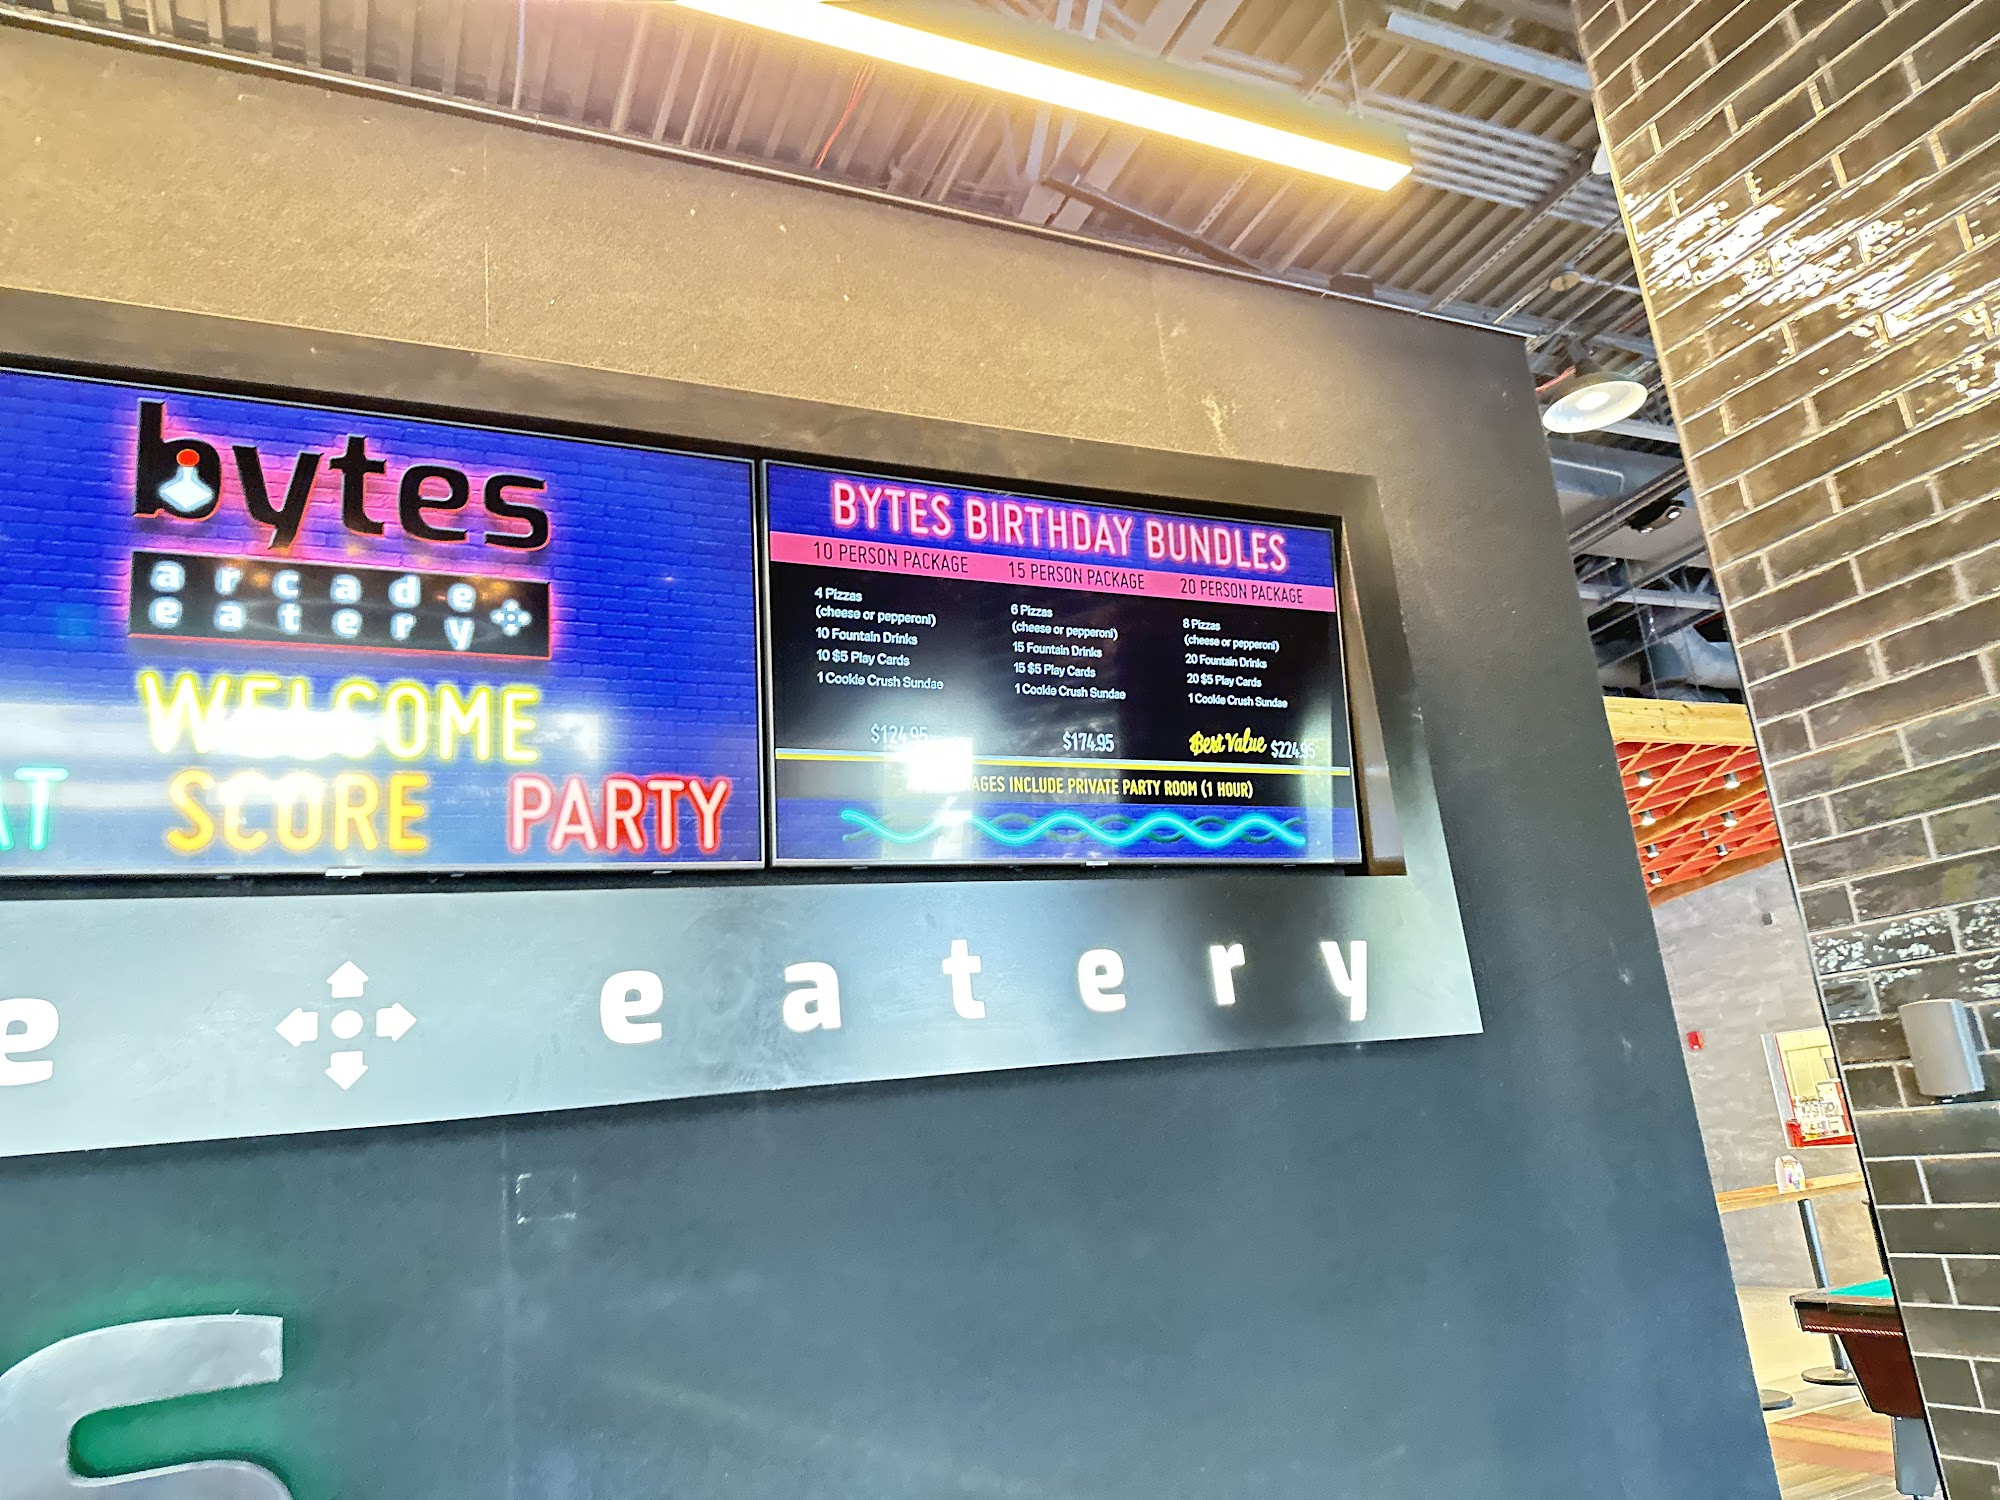 bytes
arcade
eatery
WELCOME
SCORE PARTY
BYTES BIRTHDAY BUNDLES
10 PERSON PACKAGE
4 Pizzas
(cheese or pepperoni)
10 Fountain Drinks
10 $5 Play Cards
1 Cookie Crush Sundae
$124.95
15 PERSON PACKAGE
6 Pizzas
(cheese or pepperoni)
15 Fountain Drinks
15 $5 Play Cards
1 Cookie Crush Sundae
$174.95
20 PERSON PACKAGE
8 Pizzas
(cheese or pepperoni)
20 Fountain Drinks
20 $5 Play Cards
1 Cookie Crush Sundae
Best Value $224.95
INCLUDE PRIVATE PARTY ROOM (1 HOUR)
e eatery